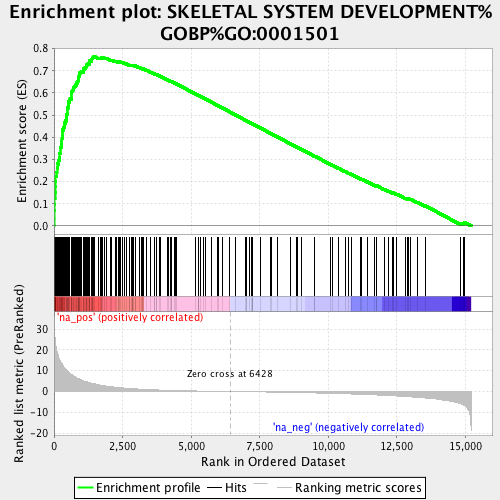 Enrichment plot: SKELETAL SYSTEM DEVELOPMENT%
GOBP%GO:0001501
Enrichment score (ES)
0.8
0.7
0.6
0.5
0.4
0.3
0.2
0.1
0.0
Ranked list metric (PreRanked)
'na_pos' (positively correlated)
30
20
10
0
-10
-20
Zero cross at 6428
'na_neg' (negatively correlated)
0 2,500 5,000 7,500 10,000 12,500 15,000
Rank in Ordered Dataset
Enrichment profile Hits Ranking metric scores